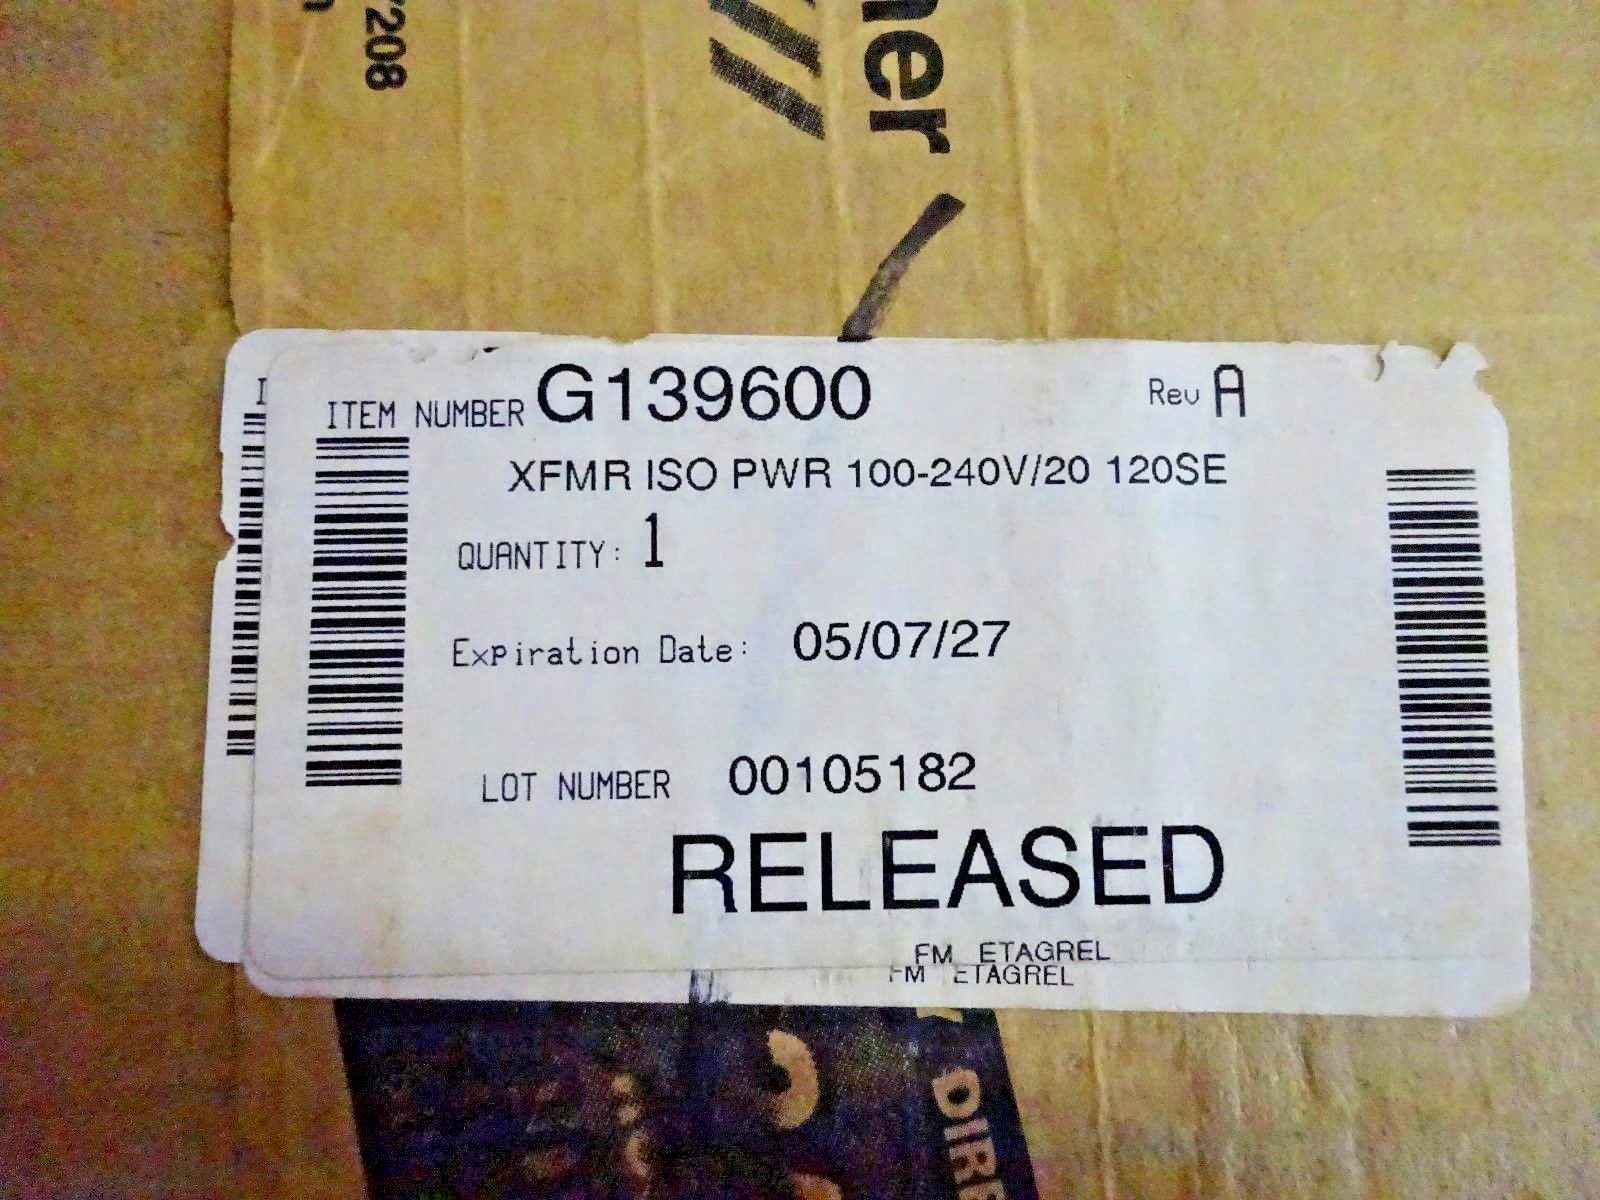 208
ner
ITEM NUMBER G139600 Rev A
XFMR ISO PWR 100-240V/20 120SE
QUANTITY: 1
Expiration Date: 05/07/27
LOT NUMBER 00105182
RELEASED
FM ETAGREL
FM ETAGREL
DIRE